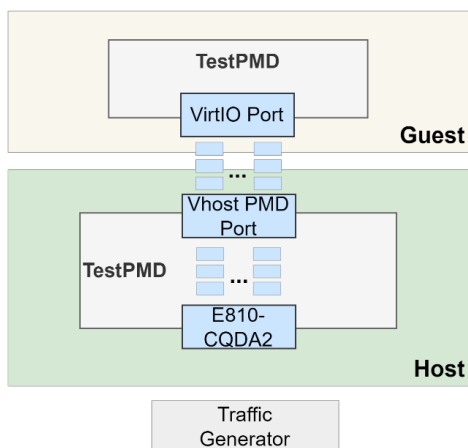 TestPMD
VirtIO Port
Guest
...
Vhost PMD
Port
TestPMD
...
E810-
CQDA2
Host
Traffic
Generator